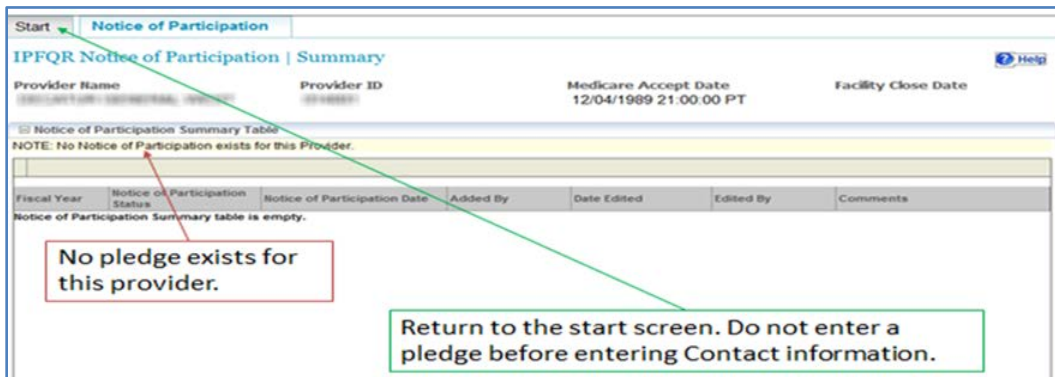 Start
Notice of Participation
IPFQR Notice of Participation | Summary
Help
Provider Name
Provider ID
Medicare Accept Date
Facility Close Date
12/04/1989 21:00:00 PT
Notice of Participation Summary Table
NOTE: No Notice of Participation exists for this Provider.
Fiscal Year
Notice of Participation
Status
Notice of Participation Date
Added By
Date Edited
Edited By
Comments
Notice of Participation Summary table is empty.
No pledge exists for
this provider.
Return to the start screen. Do not enter a
pledge before entering Contact information.